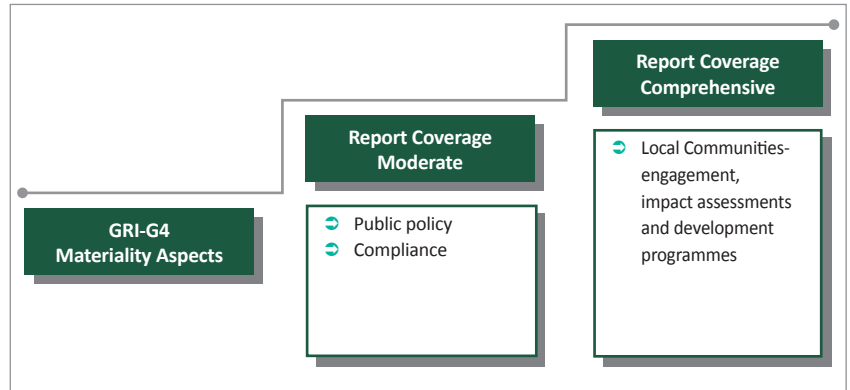 GRI-G4
Materiality Aspects
Report Coverage
Moderate
Public policy
Compliance
Report Coverage
Comprehensive
Local Communities-
engagement,
impact assessments
and development
programmes